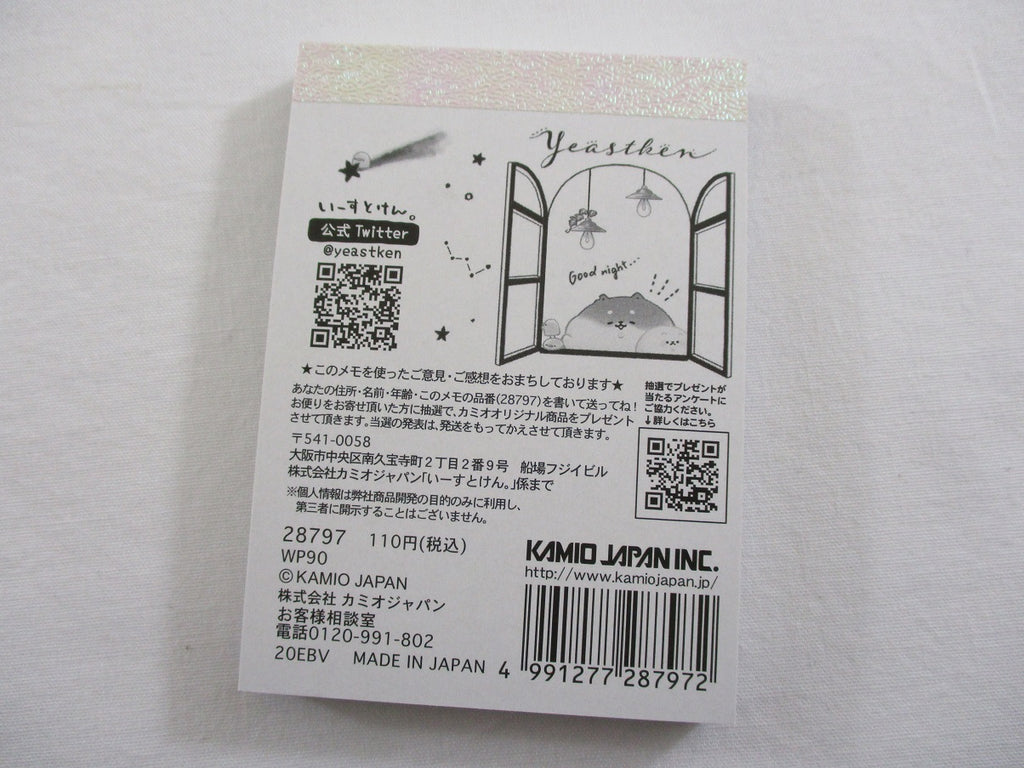 Yeastken
いーすとけん。
公式 Twitter
@yeastken
Good night...
★このメモを使ったご意見・ご感想をおまちしております★
あなたの住所・名前・年齢・このメモの品番(28797)を書いて送ってね！
お便りをお寄せ頂いた方に抽選で、カミオオリジナル商品をプレゼント
させて頂きます。当選の発表は、発送をもってかえさせて頂きます。
〒541-0058
大阪市中央区南久宝寺町２丁目２番９号 船場フジイビル
株式会社カミオジャパン「いーすとけん。」係まで
※個人情報は弊社商品開発の目的のみに利用し、
第三者に開示することはございません。
抽選でプレゼントが
当たるアンケートに
ご協力ください。
↓詳しくはこちら
28797 110円(税込)
WP90
©KAMIO JAPAN
株式会社 カミオジャパン
お客様相談室
電話0120-991-802
20EBV MADE IN JAPAN
KAMIO JAPAN INC.
http://www.kamiojapan.jp/
4 991277 287972